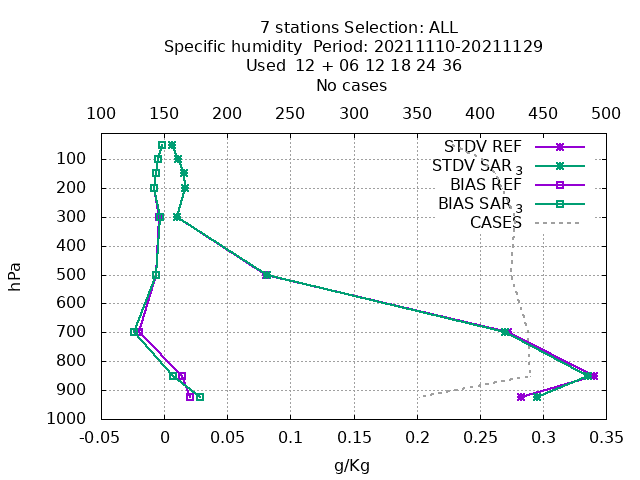 7 stations Selection: ALL
Specific humidity  Period: 20211110-20211129
Used  12 + 06 12 18 24 36
No cases
100 150 200 250 300 350 400 450 500
STDV REF
STDV SAR 3
BIAS REF
BIAS SAR 3
CASES
hPa
100
200
300
400
500
600
700
800
900
1000
-0.05 0 0.05 0.1 0.15 0.2 0.25 0.3 0.35
g/Kg